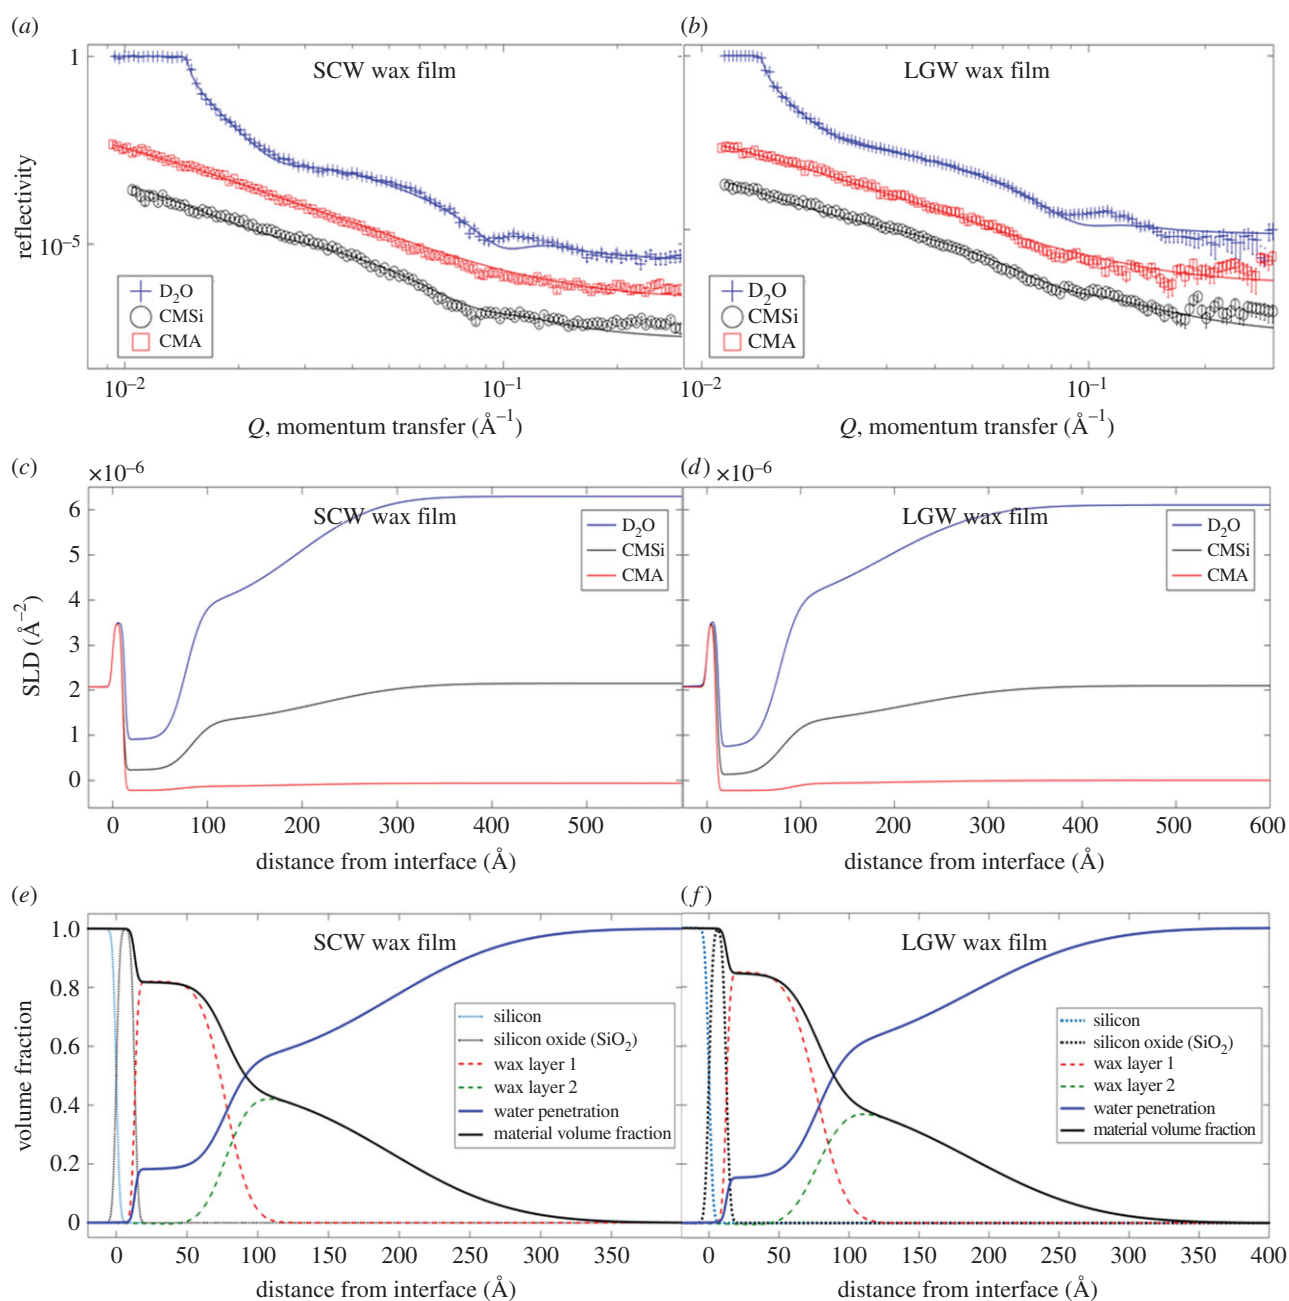 (a)
(b)
SCW wax film
LGW wax film
1
10⁻⁵
reflectivity
D₂O
CMSi
CMA
D₂O
CMSi
CMA
10⁻² 10⁻¹
10⁻² 10⁻¹
Q, momentum transfer (Å⁻¹)
Q, momentum transfer (Å⁻¹)
(c) ×10⁻⁶
(d) ×10⁻⁶
SCW wax film
LGW wax film
D₂O
CMSi
CMA
D₂O
CMSi
CMA
6
5
4
3
2
1
0
SLD (Å⁻²)
0 100 200 300 400 500
0 100 200 300 400 500 600
distance from interface (Å)
distance from interface (Å)
(e)
(f)
SCW wax film
LGW wax film
1.0
0.8
0.6
0.4
0.2
0
volume fraction
silicon
silicon oxide (SiO₂)
wax layer 1
wax layer 2
water penetration
material volume fraction
silicon
silicon oxide (SiO₂)
wax layer 1
wax layer 2
water penetration
material volume fraction
0 50 100 150 200 250 300 350
0 50 100 150 200 250 300 350 400
distance from interface (Å)
distance from interface (Å)